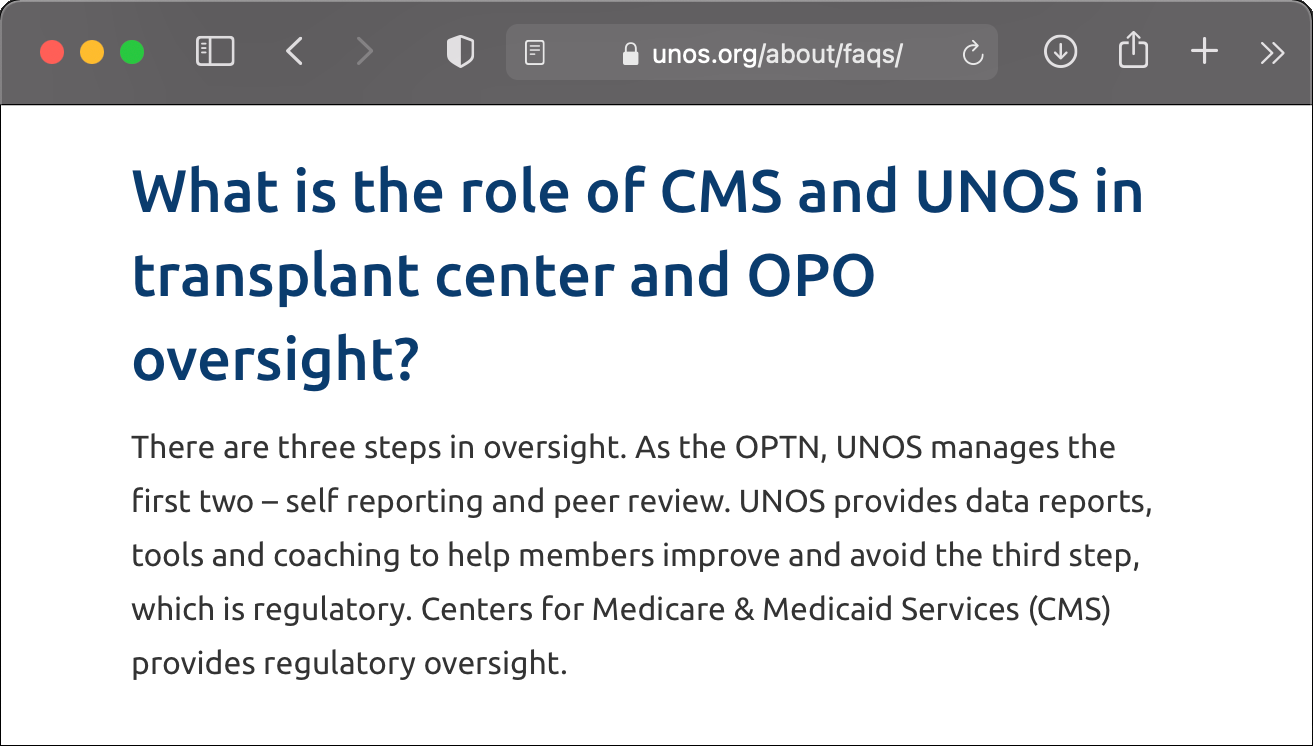 unos.org/about/faqs/
What is the role of CMS and UNOS in
transplant center and OPO
oversight?
There are three steps in oversight. As the OPTN, UNOS manages the
first two – self reporting and peer review. UNOS provides data reports,
tools and coaching to help members improve and avoid the third step,
which is regulatory. Centers for Medicare & Medicaid Services (CMS)
provides regulatory oversight.